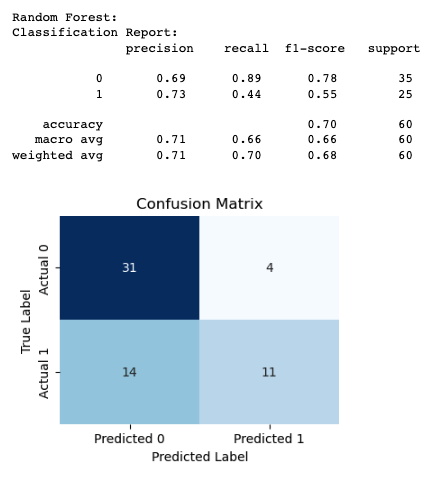 Random Forest:
Classification Report:
precision recall f1-score support
0 0.69 0.89 0.78 35
1 0.73 0.44 0.55 25
accuracy 0.70 60
macro avg 0.71 0.66 0.66 60
weighted avg 0.71 0.70 0.68 60
Confusion Matrix
True Label
Actual 0
31 4
Actual 1
14 11
Predicted 0 Predicted 1
Predicted Label